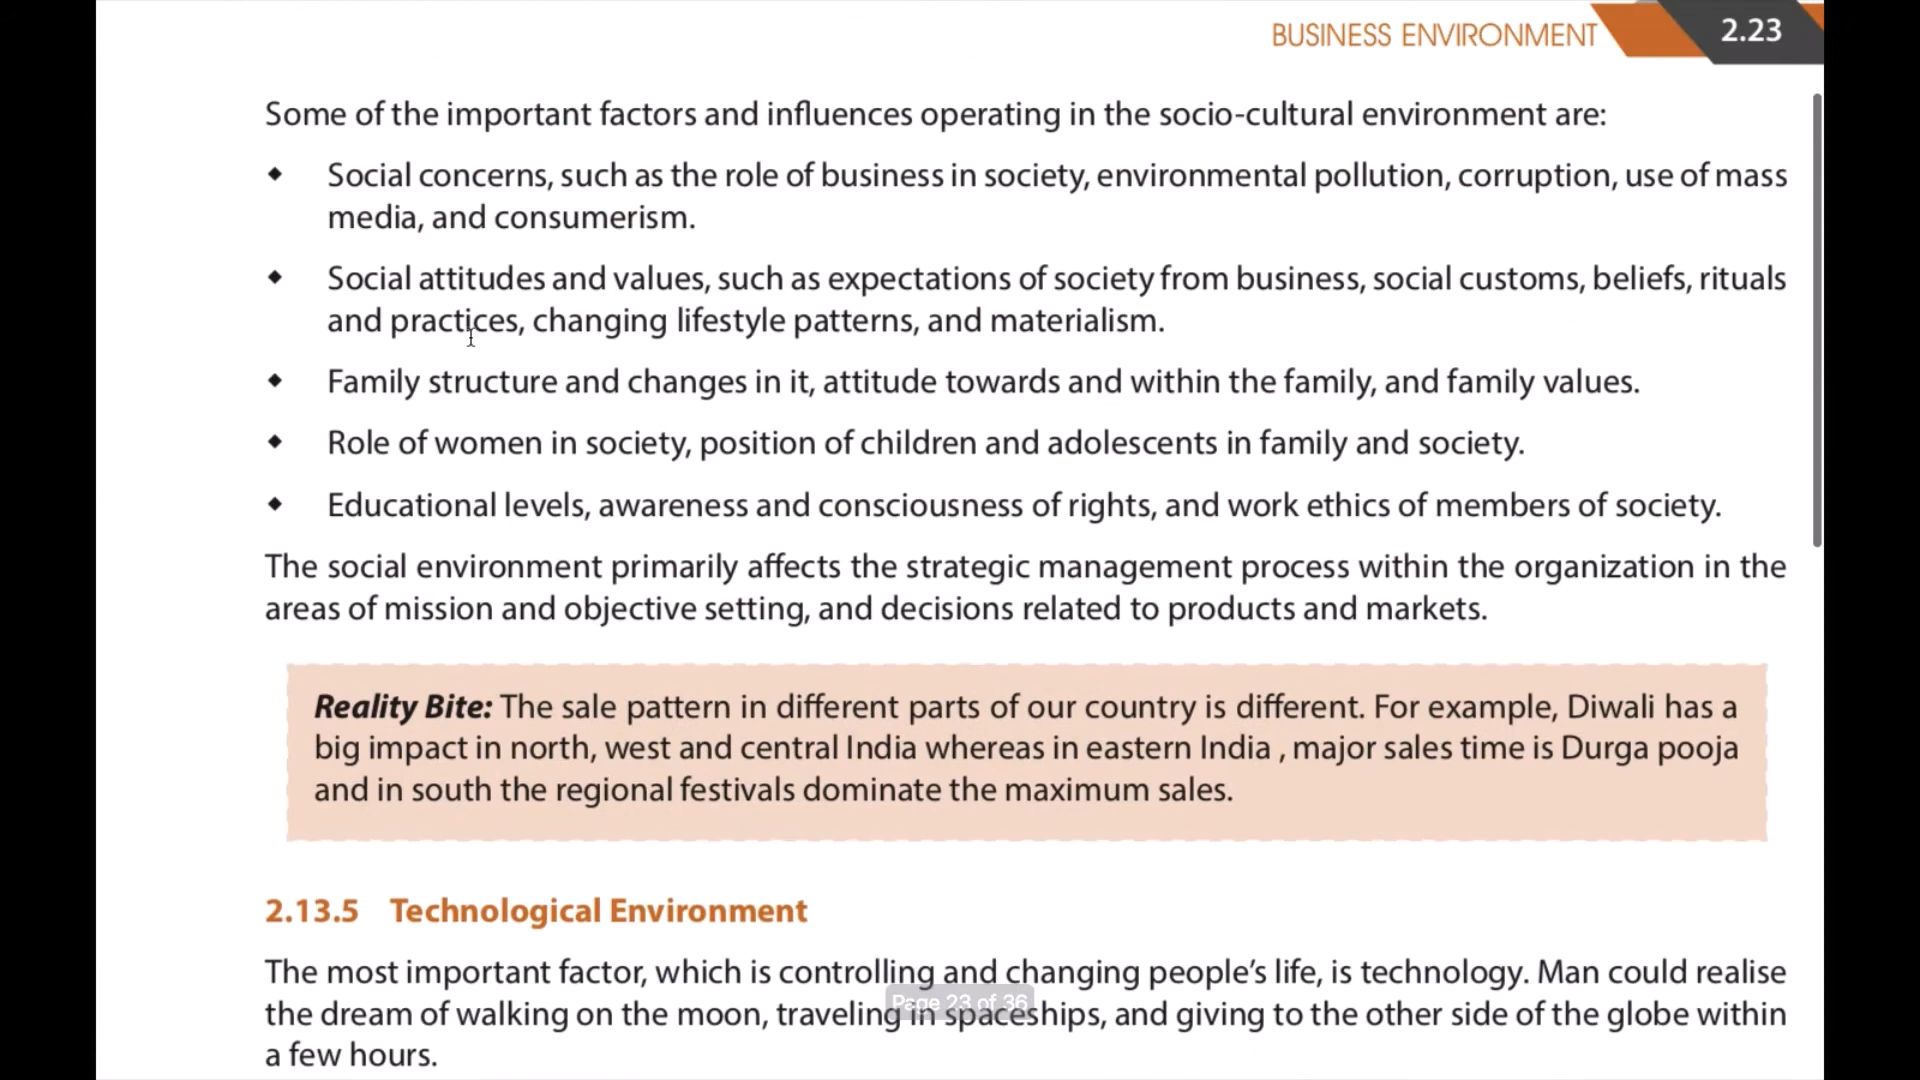 BUSINESS ENVIRONMENT 2.23
Some of the important factors and influences operating in the socio-cultural environment are:
◆ Social concerns, such as the role of business in society, environmental pollution, corruption, use of mass
media, and consumerism.
◆ Social attitudes and values, such as expectations of society from business, social customs, beliefs, rituals
and practices, changing lifestyle patterns, and materialism.
◆ Family structure and changes in it, attitude towards and within the family, and family values.
◆ Role of women in society, position of children and adolescents in family and society.
◆ Educational levels, awareness and consciousness of rights, and work ethics of members of society.
The social environment primarily affects the strategic management process within the organization in the
areas of mission and objective setting, and decisions related to products and markets.
Reality Bite: The sale pattern in different parts of our country is different. For example, Diwali has a
big impact in north, west and central India whereas in eastern India , major sales time is Durga pooja
and in south the regional festivals dominate the maximum sales.
2.13.5 Technological Environment
The most important factor, which is controlling and changing people’s life, is technology. Man could realise
Page 23 of 36
the dream of walking on the moon, traveling in spaceships, and giving to the other side of the globe within
a few hours.